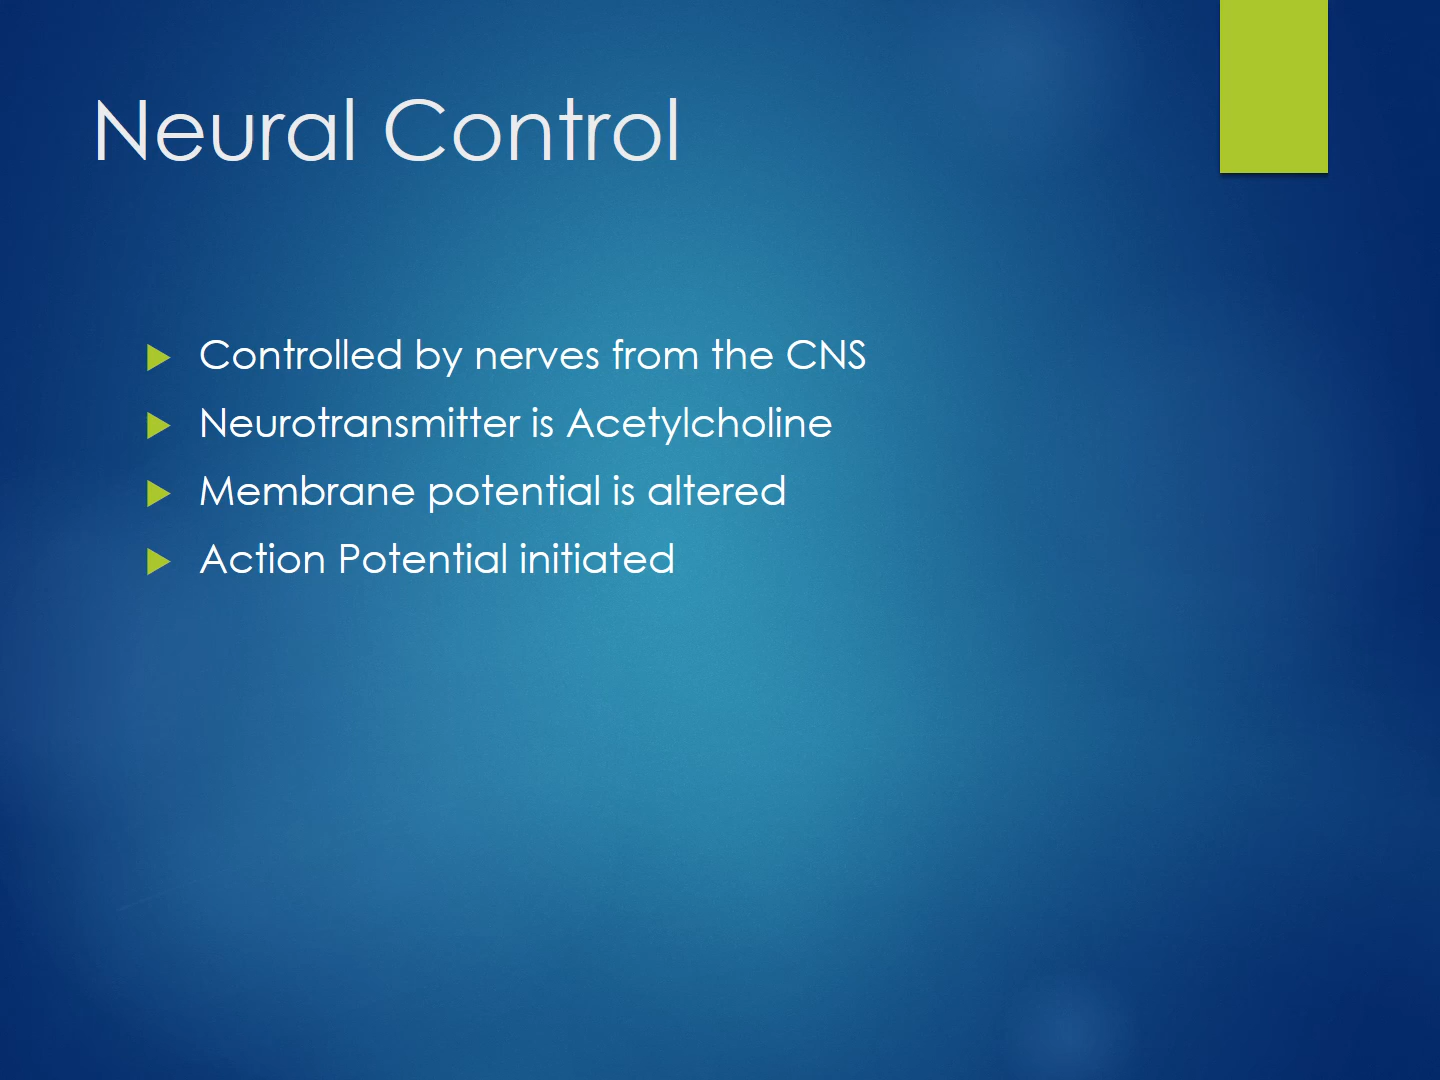 Neural Control
Controlled by nerves from the CNS
Neurotransmitter is Acetylcholine
Membrane potential is altered
Action Potential initiated